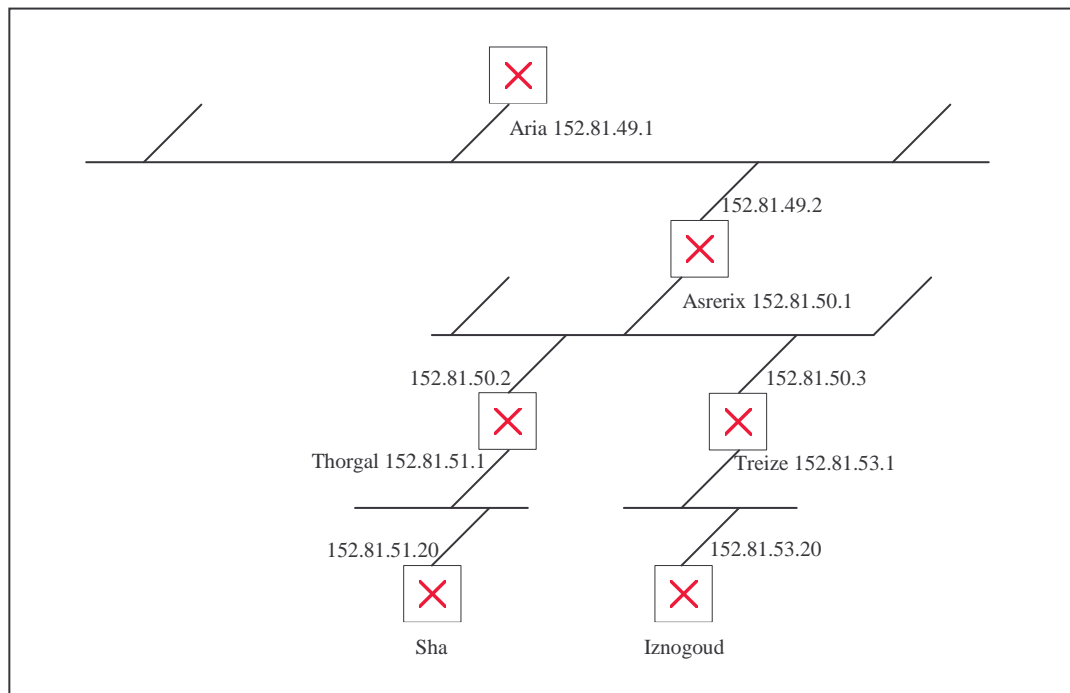 Aria 152.81.49.1
152.81.49.2
Asrerix 152.81.50.1
152.81.50.2
152.81.50.3
Thorgal 152.81.51.1
Treize 152.81.53.1
152.81.51.20
152.81.53.20
Sha
Iznogoud